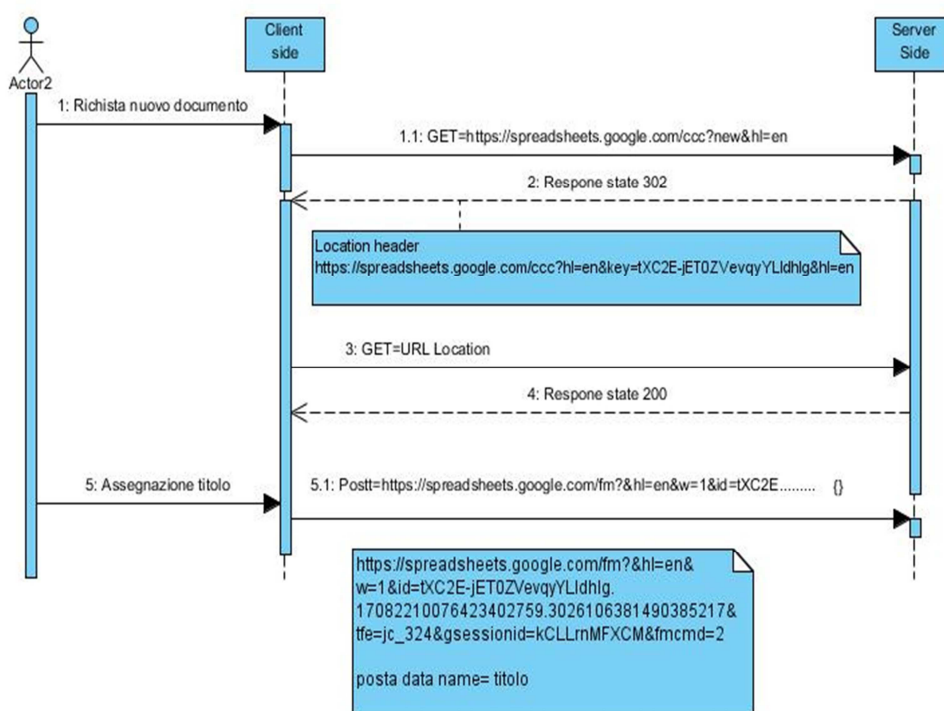 Client
side
Server
Side
Actor2
1: Richista nuovo documento
1.1: GET=https://spreadsheets.google.com/ccc?new&hl=en
2: Respone state 302
Location header
https://spreadsheets.google.com/ccc?hl=en&key=tXC2E-jET0ZVevqyYLldhlg&hl=en
3: GET=URL Location
4: Respone state 200
5: Assegnazione titolo
5.1: Postt=https://spreadsheets.google.com/fm?&hl=en&w=1&id=tXC2E......... {}
https://spreadsheets.google.com/fm?&hl=en&
w=1&id=tXC2E-jET0ZVevqyYLldhlg.
17082210076423402759.3026106381490385217&
tfe=jc_324&gsessionid=kCLLrnMFXCM&fmcmd=2
posta data name= titolo